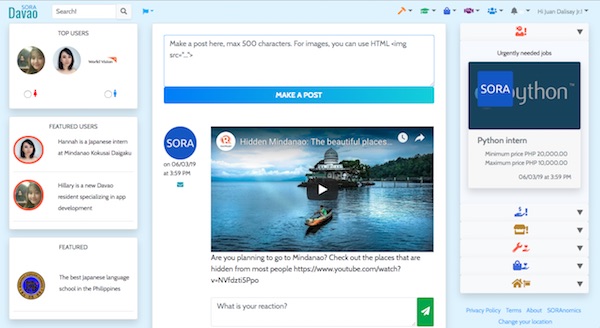 SORA
Davao
Search!
Hi Juan Dalisay Jr.!
TOP USERS
World Vision
FEATURED USERS
Hannah is a Japanese intern
at Mindanao Kokusai Daigaku
Hillary is a new Davao
resident specializing in app
development
FEATURED
The best Japanese language
school in the Philippines
Make a post here, max 500 characters. For images, you can use HTML <img
src="...">
MAKE A POST
SORA
on 06/03/19
at 3:59 PM
Hidden Mindanao: The beautiful places...
Are you planning to go to Mindanao? Check out the places that are
hidden from most people https://www.youtube.com/watch?
v=NVfdztiSPpo
What is your reaction?
Urgently needed jobs
SORA
python
Python intern
Minimum price PHP 20,000.00
Maximum price PHP 10,000.00
06/03/19 at 3:59 PM
Privacy Policy Terms About SORAnomics
Change your location